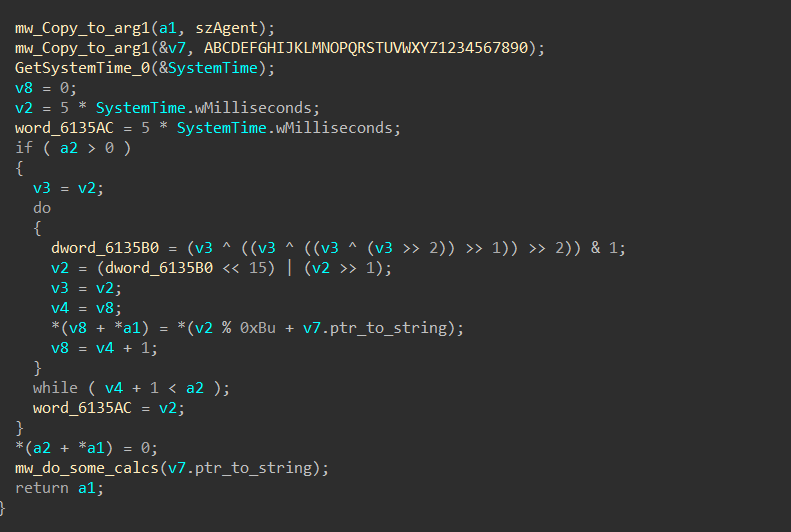 mw_Copy_to_arg1(a1, szAgent);
mw_Copy_to_arg1(&v7, ABCDEFGHIJKLMNOPQRSTUVWXYZ1234567890);
GetSystemTime_0(&SystemTime);
v8 = 0;
v2 = 5 * SystemTime.wMilliseconds;
word_6135AC = 5 * SystemTime.wMilliseconds;
if ( a2 > 0 )
{
v3 = v2;
do
{
dword_6135B0 = (v3 ^ ((v3 ^ ((v3 ^ (v3 >> 2)) >> 1)) >> 2)) & 1;
v2 = (dword_6135B0 << 15) | (v2 >> 1);
v3 = v2;
v4 = v8;
*(v8 + *a1) = *(v2 % 0xBu + v7.ptr_to_string);
v8 = v4 + 1;
}
while ( v4 + 1 < a2 );
word_6135AC = v2;
}
*(a2 + *a1) = 0;
mw_do_some_calcs(v7.ptr_to_string);
return a1;
}